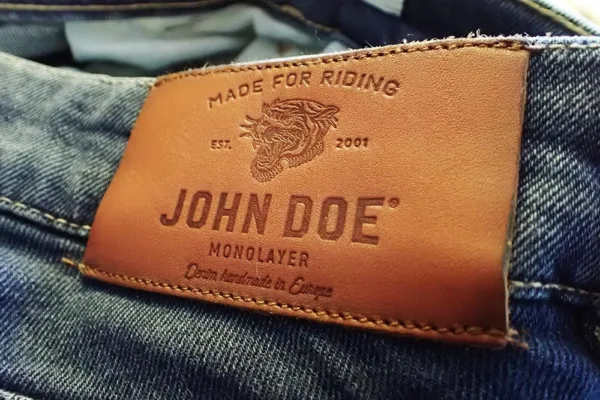 MADE FOR RIDING
EST. 2001
JOHN DOE®
MONOLAYER
Denim handmade in Europe